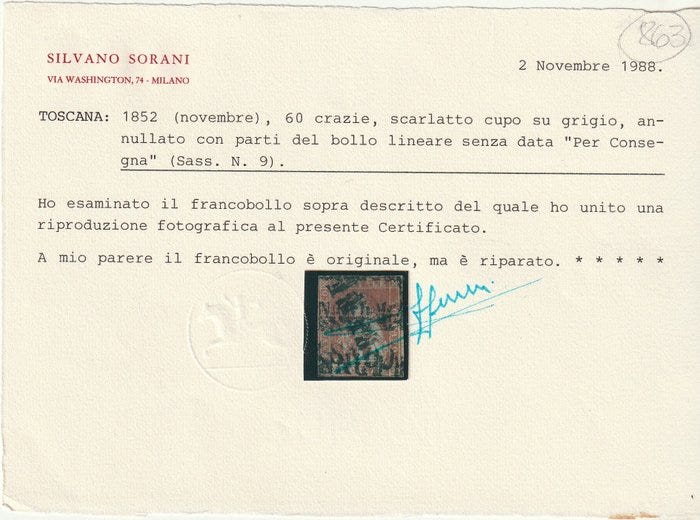 863
SILVANO SORANI
VIA WASHINGTON, 74 - MILANO
2 Novembre 1988.
TOSCANA: 1852 (novembre), 60 crazie, scarlatto cupo su grigio, an-
nullato con parti del bollo lineare senza data "Per Conse-
gna" (Sass. N. 9).
Ho esaminato il francobollo sopra descritto del quale ho unito una
riproduzione fotografica al presente Certificato.
A mio parere il francobollo è originale, ma è riparato. * * * * *